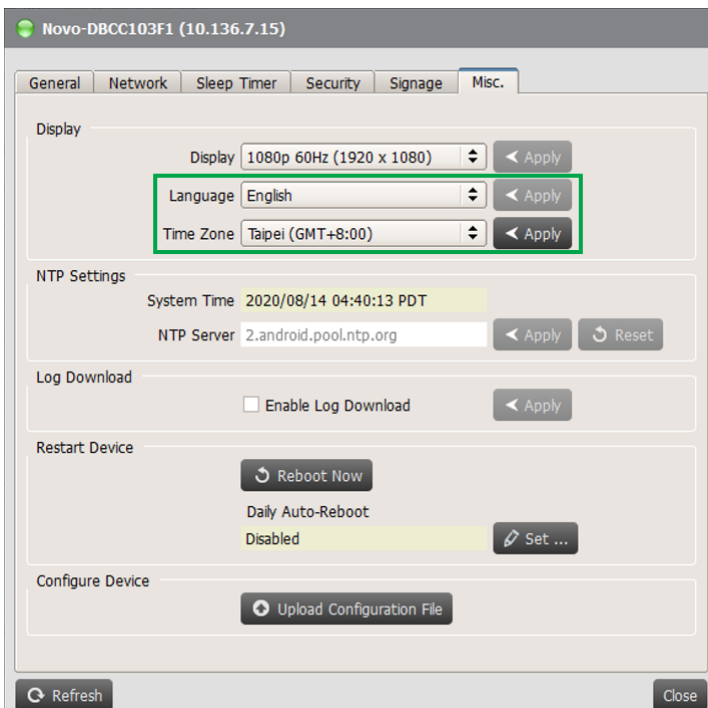 Novo-DBCC103F1 (10.136.7.15)
General Network Sleep Timer Security Signage Misc.
Display
Display 1080p 60Hz (1920 x 1080) Apply
Language English Apply
Time Zone Taipei (GMT+8:00) Apply
NTP Settings
System Time 2020/08/14 04:40:13 PDT
NTP Server 2.android.pool.ntp.org Apply Reset
Log Download
Enable Log Download Apply
Restart Device
Reboot Now
Daily Auto-Reboot
Disabled Set ...
Configure Device
Upload Configuration File
Refresh Close